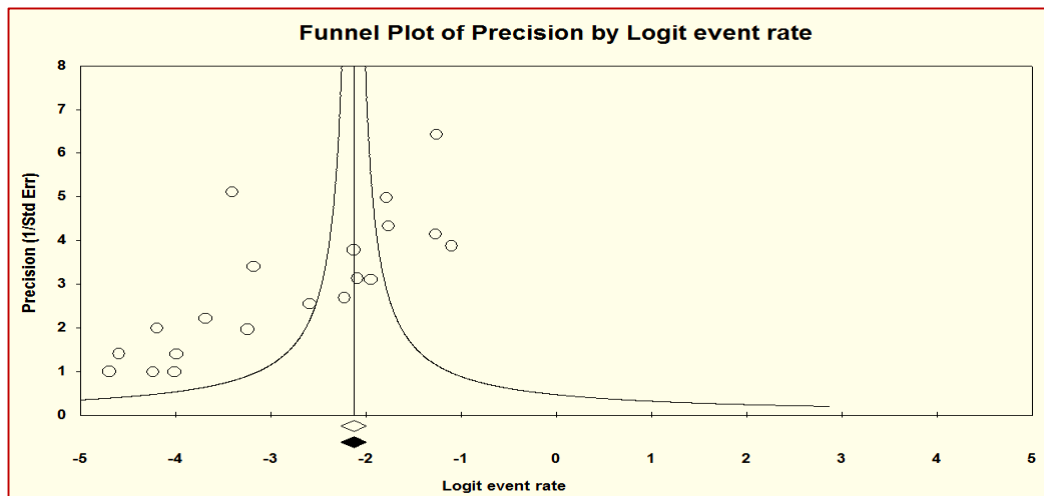 Funnel Plot of Precision by Logit event rate
Precision (1/Std Err)
8
7
6
5
4
3
2
1
0
-5 -4 -3 -2 -1 0 1 2 3 4 5
Logit event rate